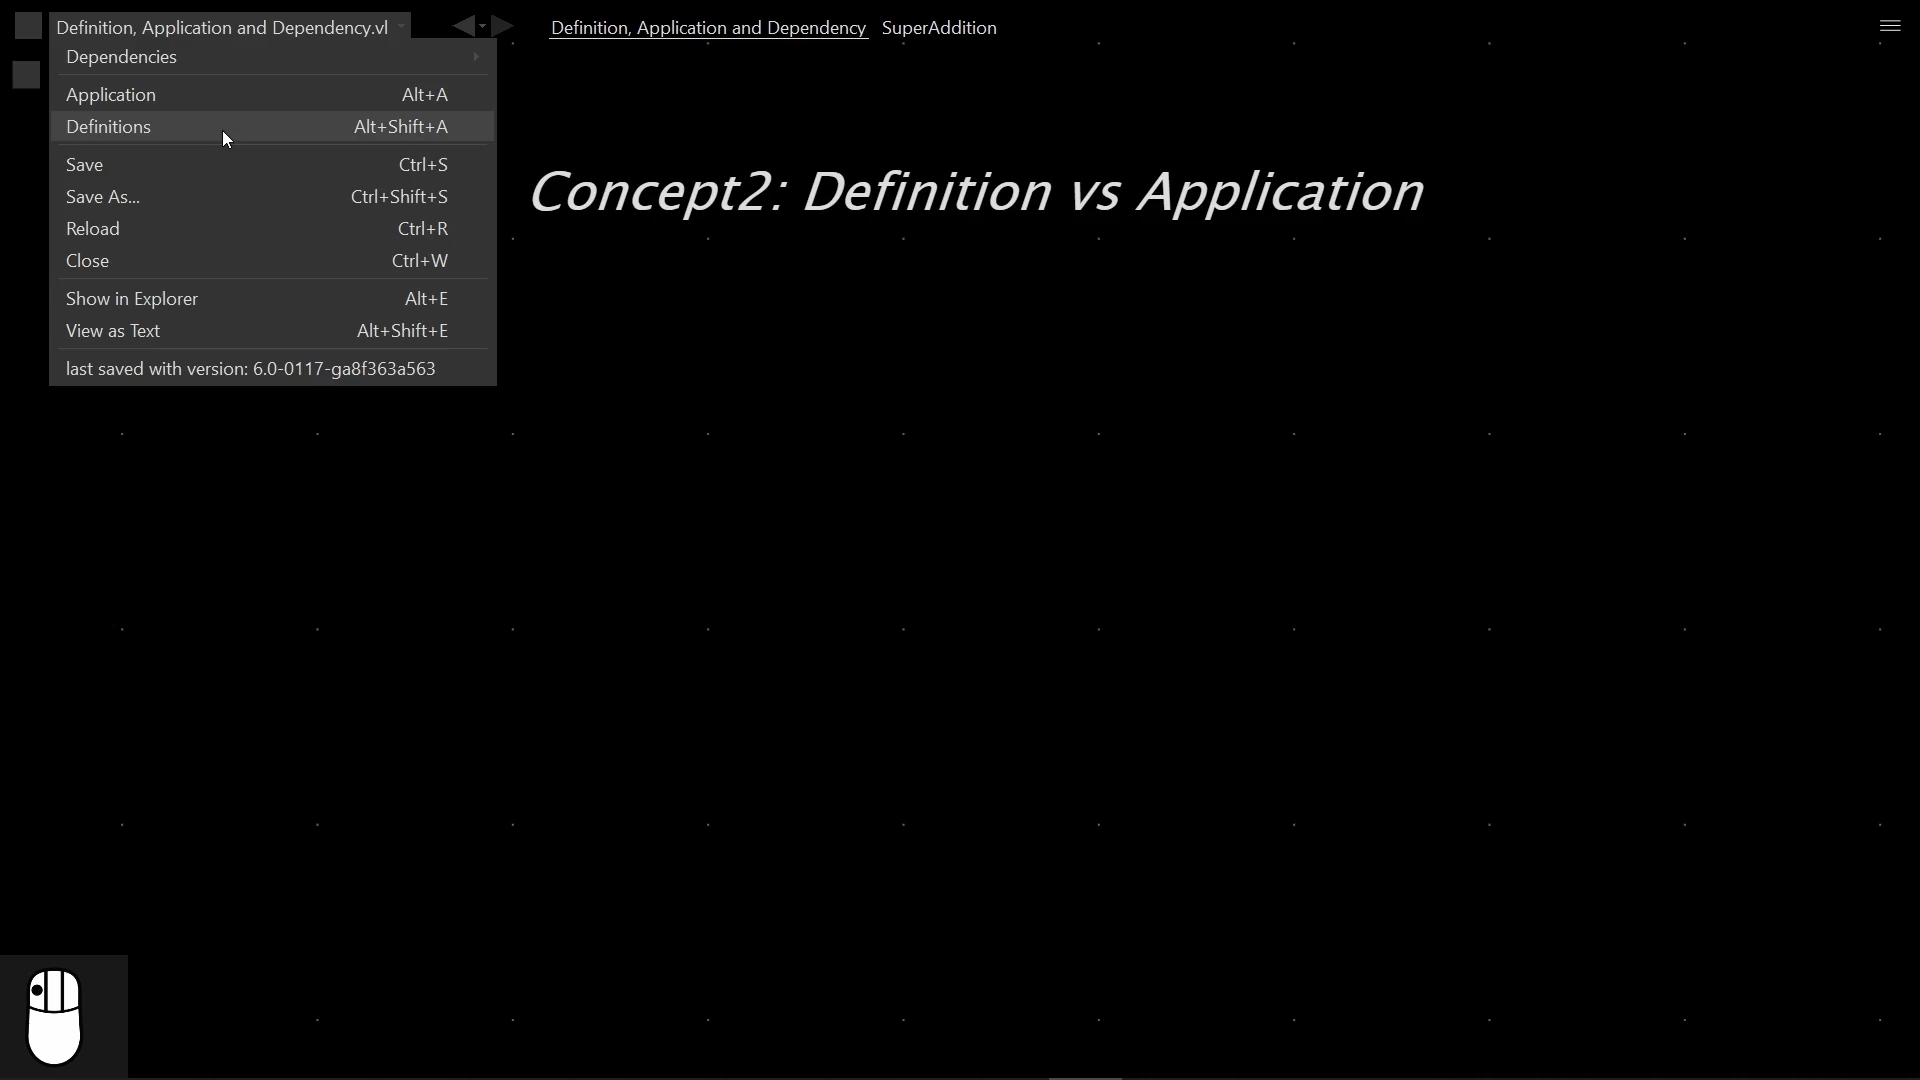 Definition, Application and Dependency.vl
Definition, Application and Dependency SuperAddition
Dependencies
Application Alt+A
Definitions Alt+Shift+A
Save Ctrl+S
Save As... Ctrl+Shift+S
Reload Ctrl+R
Close Ctrl+W
Show in Explorer Alt+E
View as Text Alt+Shift+E
last saved with version: 6.0-0117-ga8f363a563
Concept2: Definition vs Application